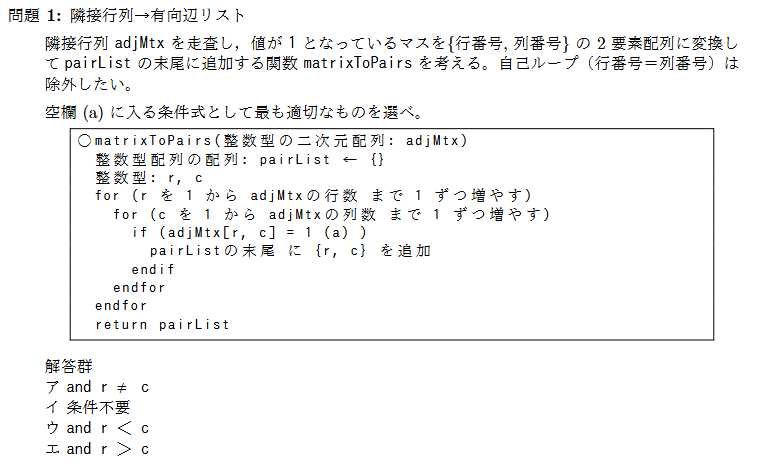 問題 1: 隣接行列→有向辺リスト
隣接行列 adjMtx を走査し，値が 1 となっているマスを{行番号, 列番号} の 2 要素配列に変換し
て pairList の末尾に追加する関数 matrixToPairs を考える。自己ループ（行番号＝列番号）は
除外したい。
空欄 (a) に入る条件式として最も適切なものを選べ。
○matrixToPairs(整数型の二次元配列: adjMtx)
整数型配列の配列: pairList ← {}
整数型: r, c
for (r を 1 から adjMtxの行数 まで 1 ずつ増やす)
for (c を 1 から adjMtxの列数 まで 1 ずつ増やす)
if (adjMtx[r, c] = 1 (a) )
pairListの末尾 に {r, c} を追加
endif
endfor
endfor
return pairList
解答群
ア and r ≠ c
イ 条件不要
ウ and r < c
エ and r > c